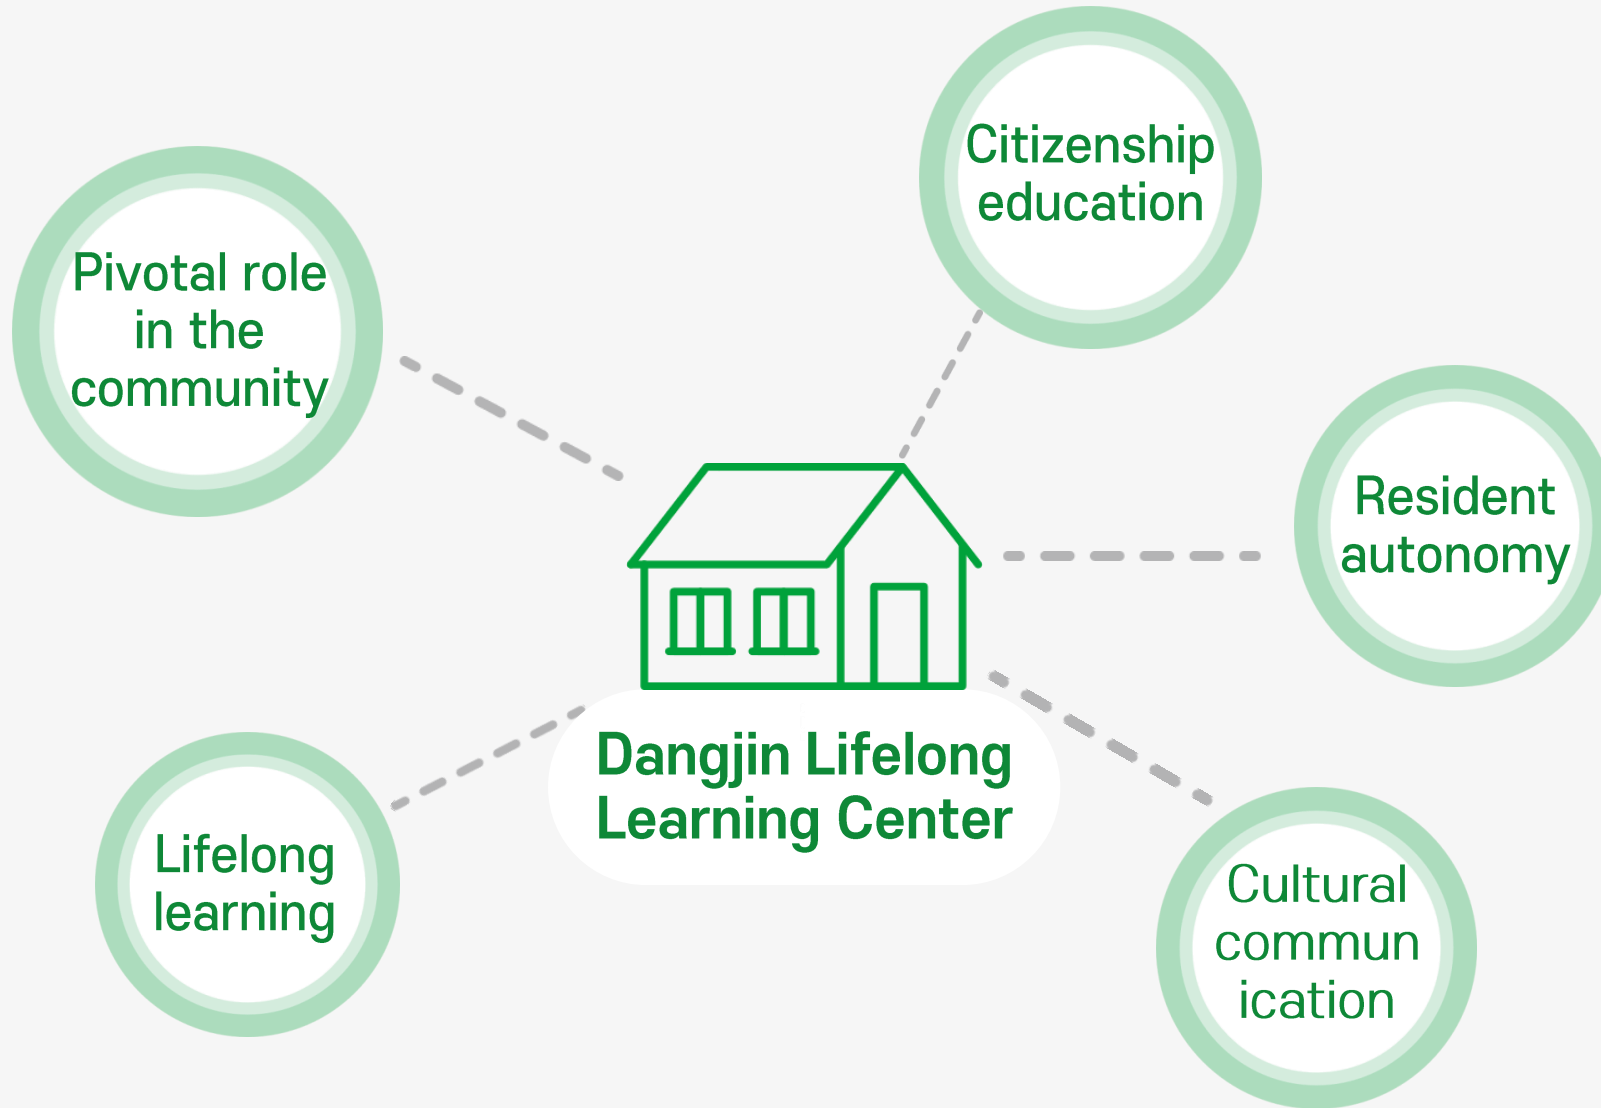 Citizenship
education
Pivotal role
in the
community
Resident
autonomy
Dangjin Lifelong
Learning Center
Lifelong
learning
Cultural
commun
ication